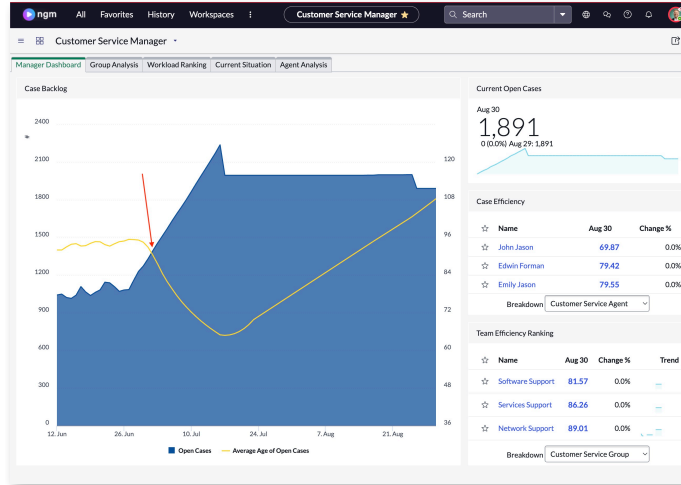 ngm All Favorites History Workspaces Customer Service Manager Search
Customer Service Manager
Manager Dashboard Group Analysis Workload Ranking Current Situation Agent Analysis
Case Backlog
2400
2100
1800
1500
1200
900
600
300
0
120
108
96
84
72
60
48
36
12. Jun 26. Jun 10. Jul 24. Jul 7. Aug 21. Aug
Open Cases Average Age of Open Cases
Current Open Cases
Aug 30
1,891
0 (0.0%) Aug 29: 1,891
Case Efficiency
Name Aug 30 Change %
John Jason 69.87 0.0%
Edwin Forman 79.42 0.0%
Emily Jason 79.55 0.0%
Breakdown Customer Service Agent
Team Efficiency Ranking
Name Aug 30 Change % Trend
Software Support 81.57 0.0%
Services Support 86.26 0.0%
Network Support 89.01 0.0%
Breakdown Customer Service Group